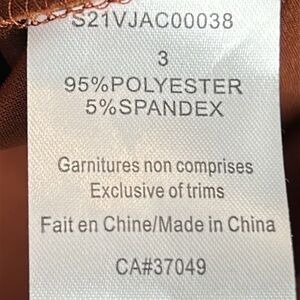 S21VJAC00038
3
95%POLYESTER
5%SPANDEX
Garnitures non comprises
Exclusive of trims
Fait en Chine/Made in China
CA#37049